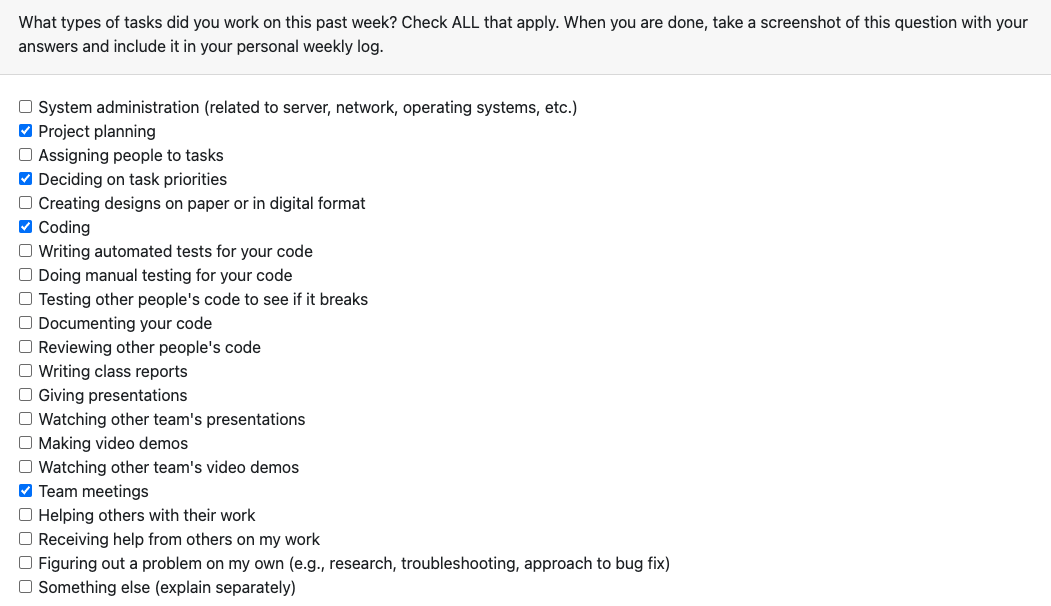 What types of tasks did you work on this past week? Check ALL that apply. When you are done, take a screenshot of this question with your
answers and include it in your personal weekly log.
System administration (related to server, network, operating systems, etc.)
Project planning
Assigning people to tasks
Deciding on task priorities
Creating designs on paper or in digital format
Coding
Writing automated tests for your code
Doing manual testing for your code
Testing other people's code to see if it breaks
Documenting your code
Reviewing other people's code
Writing class reports
Giving presentations
Watching other team's presentations
Making video demos
Watching other team's video demos
Team meetings
Helping others with their work
Receiving help from others on my work
Figuring out a problem on my own (e.g., research, troubleshooting, approach to bug fix)
Something else (explain separately)